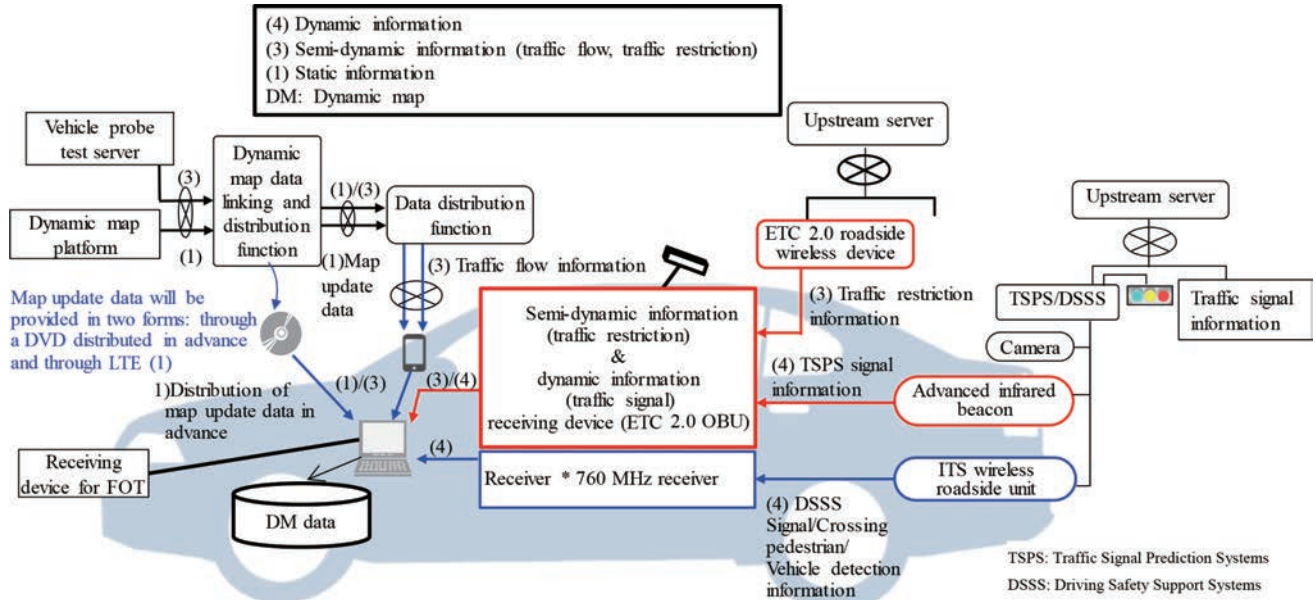 (4) Dynamic information
(3) Semi-dynamic information (traffic flow, traffic restriction)
(1) Static information
DM: Dynamic map
Vehicle probe
test server
Dynamic map
platform
(3)
(1)
Dynamic
map data
linking and
distribution
function
(1)/(3)
Data distribution
function
(1)Map
update
data
(3) Traffic flow information
Map update data will be
provided in two forms: through
a DVD distributed in advance
and through LTE (1)
1)Distribution of
map update data in
advance
(1)/(3)
(3)/(4)
(4)
Receiving
device for FOT
DM data
Semi-dynamic information
(traffic restriction)
&
dynamic information
(traffic signal)
receiving device (ETC 2.0 OBU)
Receiver * 760 MHz receiver
Upstream server
ETC 2.0 roadside
wireless device
(3) Traffic restriction
information
(4) TSPS signal
information
Upstream server
TSPS/DSSS
Traffic signal
information
Camera
Advanced infrared
beacon
ITS wireless
roadside unit
(4) DSSS
Signal/Crossing
pedestrian/
Vehicle detection
information
TSPS: Traffic Signal Prediction Systems
DSSS: Driving Safety Support Systems